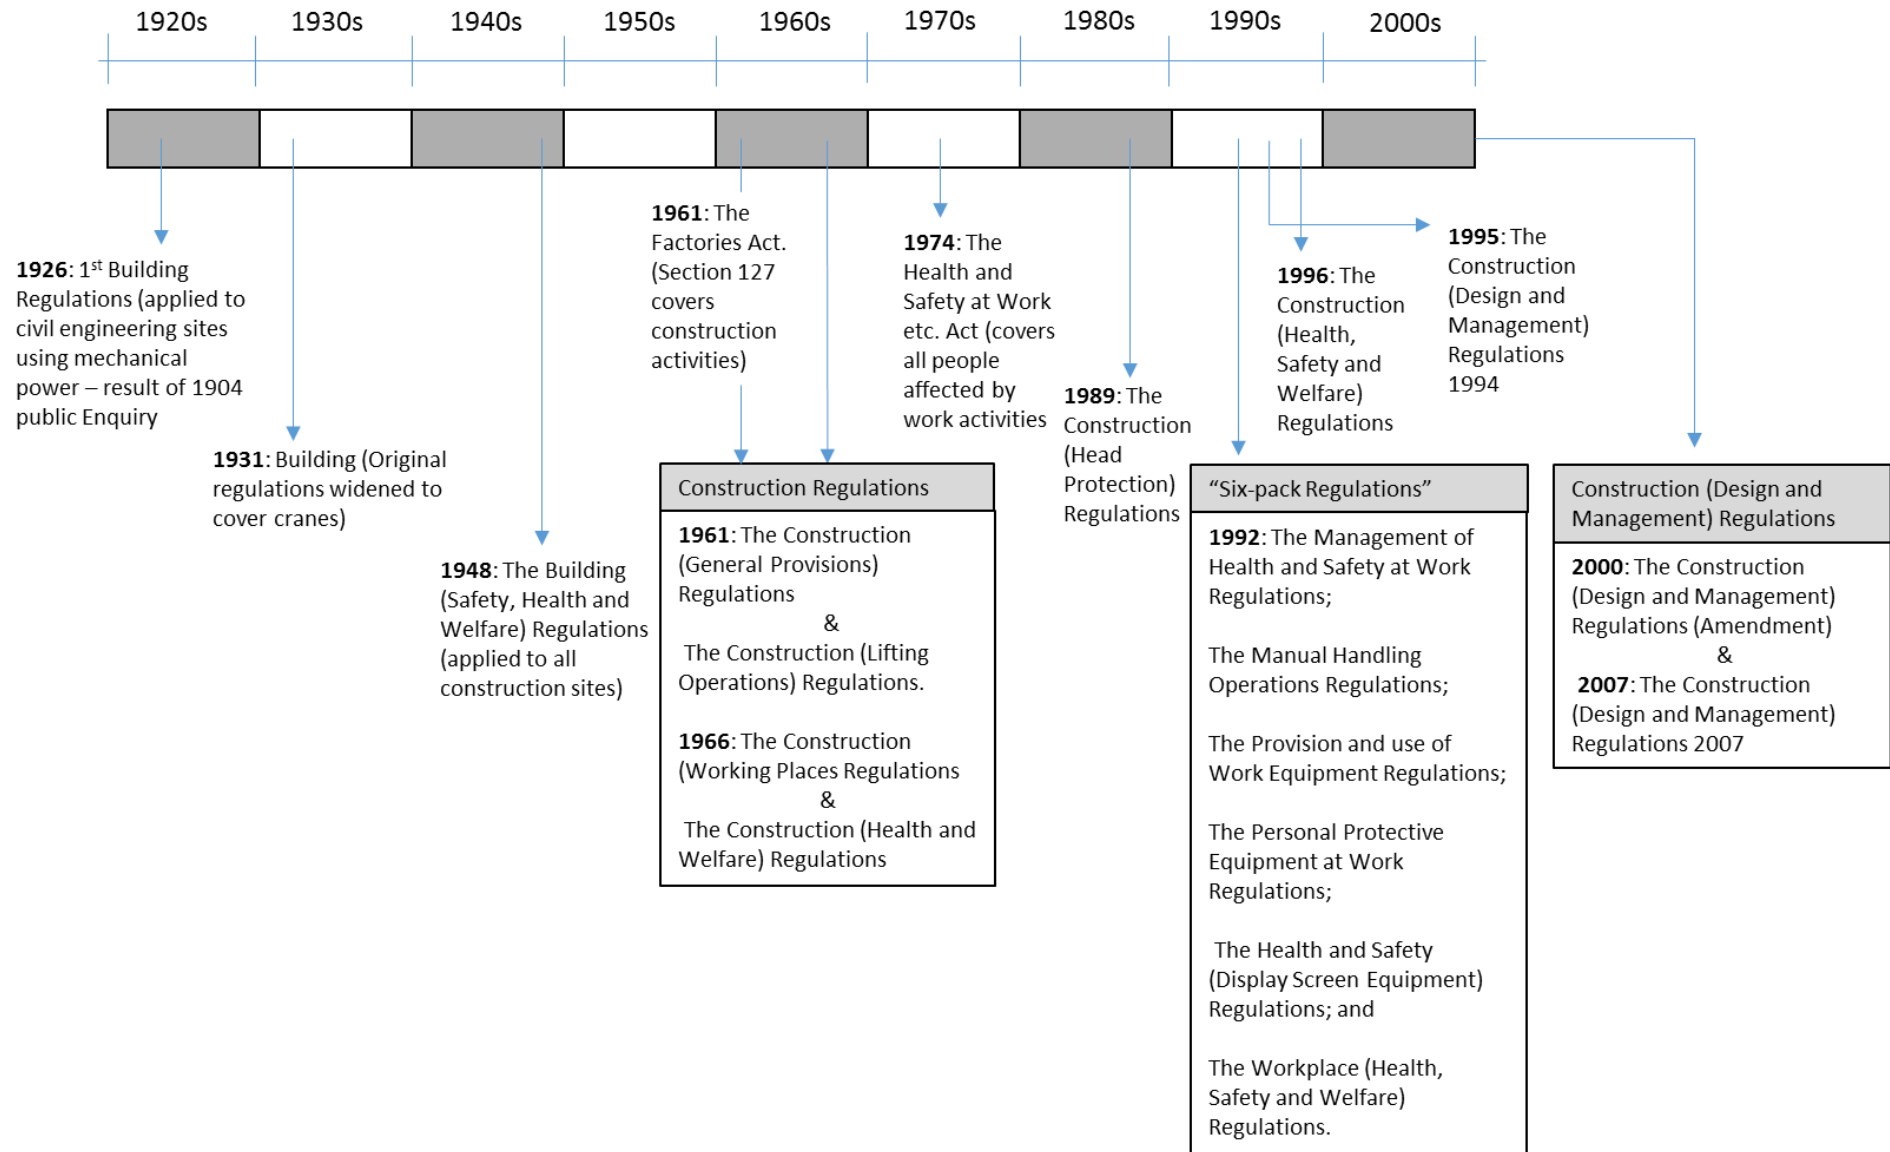 1920s 1930s 1940s 1950s 1960s 1970s 1980s 1990s 2000s
1926: 1st Building
Regulations (applied to
civil engineering sites
using mechanical
power – result of 1904
public Enquiry
1931: Building (Original
regulations widened to
cover cranes)
1948: The Building
(Safety, Health and
Welfare) Regulations
(applied to all
construction sites)
1961: The
Factories Act.
(Section 127
covers
construction
activities)
Construction Regulations
1961: The Construction
(General Provisions)
Regulations
&
The Construction (Lifting
Operations) Regulations.
1966: The Construction
(Working Places Regulations
&
The Construction (Health and
Welfare) Regulations
1974: The
Health and
Safety at Work
etc. Act (covers
all people
affected by
work activities
1989: The
Construction
(Head
Protection)
Regulations
“Six-pack Regulations”
1992: The Management of
Health and Safety at Work
Regulations;
The Manual Handling
Operations Regulations;
The Provision and use of
Work Equipment Regulations;
The Personal Protective
Equipment at Work
Regulations;
The Health and Safety
(Display Screen Equipment)
Regulations; and
The Workplace (Health,
Safety and Welfare)
Regulations.
1996: The
Construction
(Health,
Safety and
Welfare)
Regulations
1995: The
Construction
(Design and
Management)
Regulations
1994
Construction (Design and
Management) Regulations
2000: The Construction
(Design and Management)
Regulations (Amendment)
&
2007: The Construction
(Design and Management)
Regulations 2007